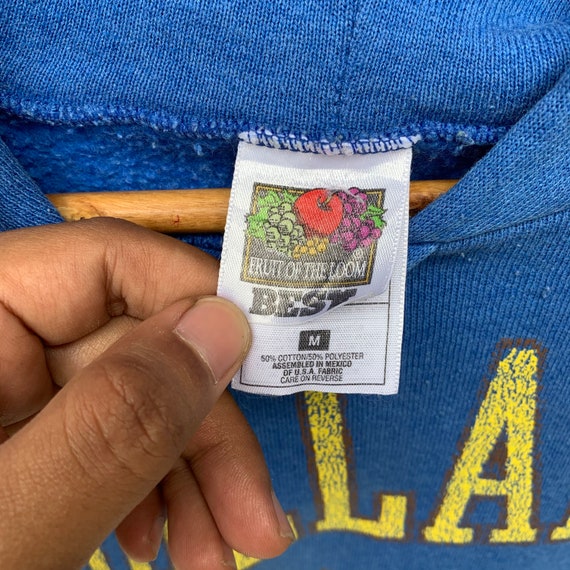 FRUIT OF THE LOOM
BEST
M
50% COTTON/50% POLYESTER
ASSEMBLED IN MEXICO
OF U.S.A. FABRIC
CARE ON REVERSE
LA